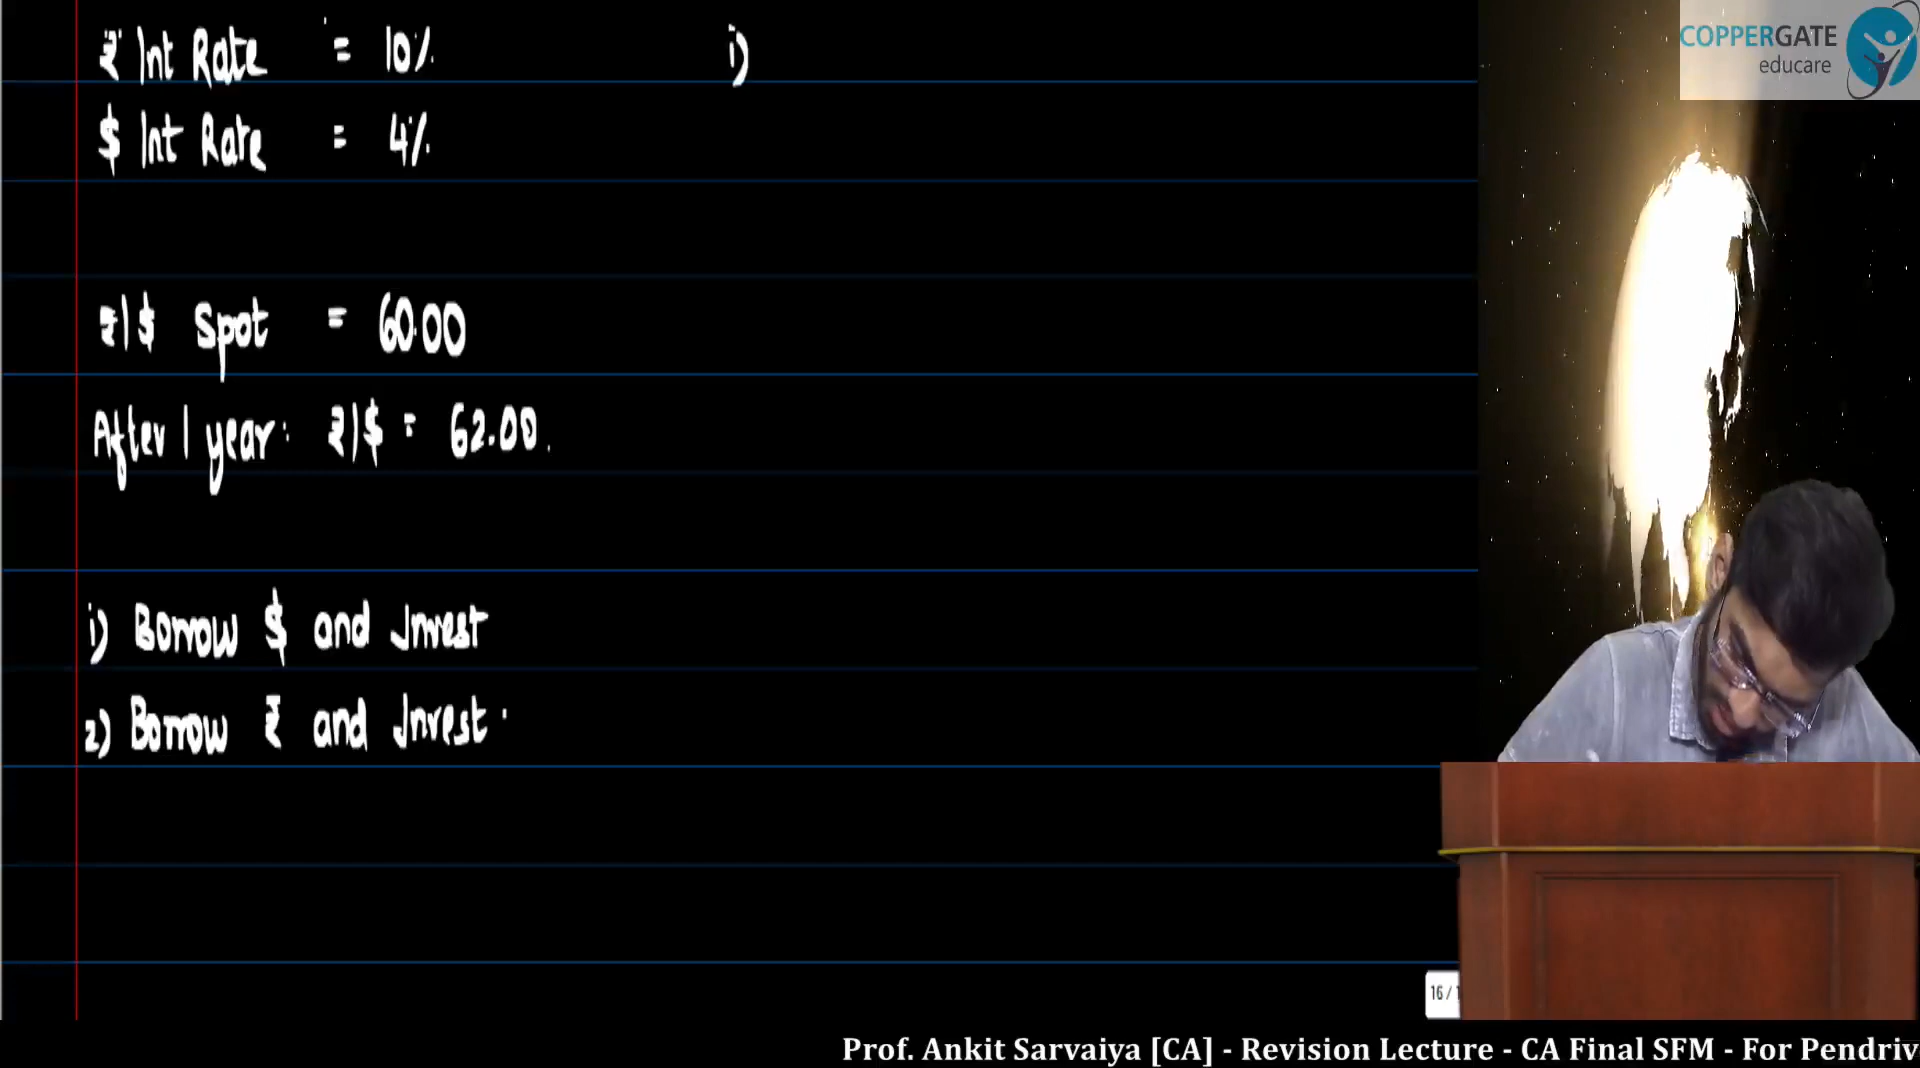 ₹ Int Rate = 10%
$ Int Rate = 4%
₹/$ Spot = 60.00
After 1 year: ₹/$ = 62.00.
i) Borrow $ and Invest
2) Borrow ₹ and Invest
i)
COPPERGATE
educare
16 / 1
Prof. Ankit Sarvaiya [CA] - Revision Lecture - CA Final SFM - For Pendriv